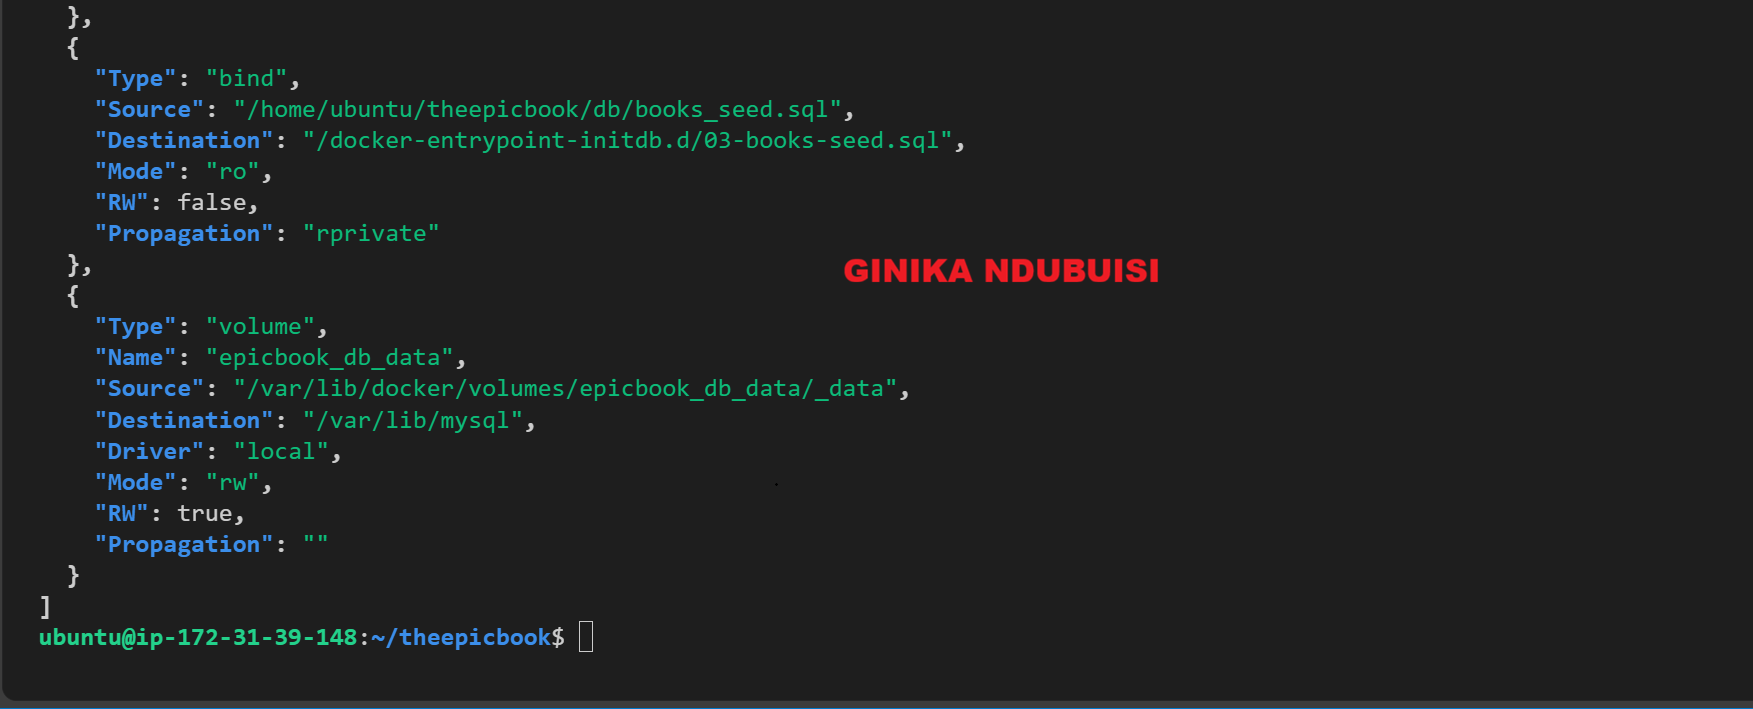 },
{
"Type": "bind",
"Source": "/home/ubuntu/theepicbook/db/books_seed.sql",
"Destination": "/docker-entrypoint-initdb.d/03-books-seed.sql",
"Mode": "ro",
"RW": false,
"Propagation": "rprivate"
},
GINIKA NDUBUISI
{
"Type": "volume",
"Name": "epicbook_db_data",
"Source": "/var/lib/docker/volumes/epicbook_db_data/_data",
"Destination": "/var/lib/mysql",
"Driver": "local",
"Mode": "rw",
"RW": true,
"Propagation": ""
}
]
ubuntu@ip-172-31-39-148:~/theepicbook$